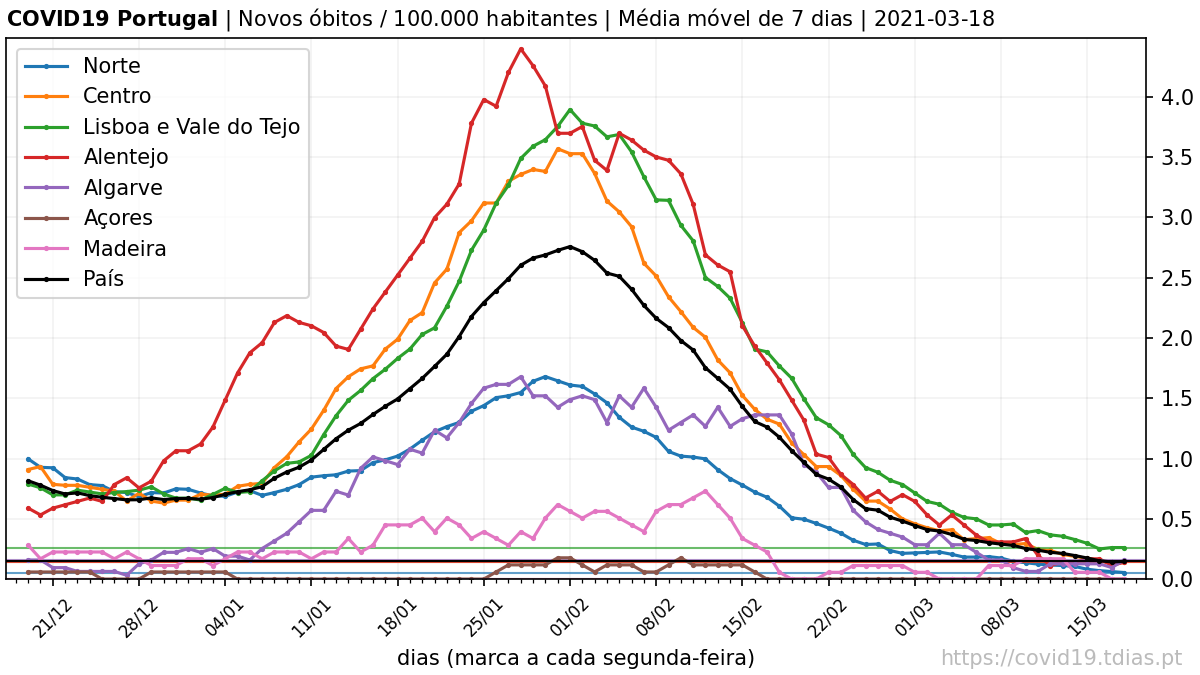 COVID19 Portugal | Novos óbitos / 100.000 habitantes | Média móvel de 7 dias | 2021-03-18
Norte
Centro
Lisboa e Vale do Tejo
Alentejo
Algarve
Açores
Madeira
País
4.0
3.5
3.0
2.5
2.0
1.5
1.0
0.5
0.0
21/12 28/12 04/01 11/01 18/01 25/01 01/02 08/02 15/02 22/02 01/03 08/03 15/03
dias (marca a cada segunda-feira)
https://covid19.tdias.pt